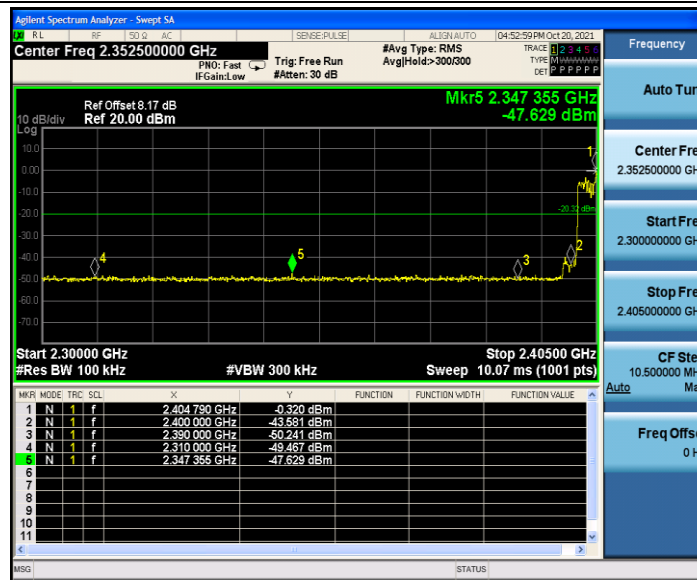 Agilent Spectrum Analyzer - Swept SA
RL RF 50 Ω AC SENSE:PULSE ALIGN AUTO 04:52:59 PM Oct 20, 2021
Center Freq 2.352500000 GHz #Avg Type: RMS TRACE 1 2 3 4 5 6
PNO: Fast Trig: Free Run Avg|Hold:>300/300 TYPE M
IFGain:Low #Atten: 30 dB DET P P P P P P
Mkr5 2.347 355 GHz
Ref Offset 8.17 dB
10 dB/div Ref 20.00 dBm -47.629 dBm
Log
10.0
0.00
-10.0
-20.0
-20.32 dBm
-30.0
-40.0
-50.0
-60.0
-70.0
1
2
3
4
5
Start 2.30000 GHz Stop 2.40500 GHz
#Res BW 100 kHz #VBW 300 kHz Sweep 10.07 ms (1001 pts)
MKR MODE TRC SCL X Y FUNCTION FUNCTION WIDTH FUNCTION VALUE
1 N 1 f 2.404 790 GHz -0.320 dBm
2 N 1 f 2.400 000 GHz -43.581 dBm
3 N 1 f 2.390 000 GHz -50.241 dBm
4 N 1 f 2.310 000 GHz -49.467 dBm
5 N 1 f 2.347 355 GHz -47.629 dBm
6
7
8
9
10
11
MSG STATUS
Frequency
Auto Tun
Center Fre
2.352500000 GH
Start Fre
2.300000000 GH
Stop Fre
2.405000000 GH
CF Ste
10.500000 MH
Auto Ma
Freq Offs
0 H